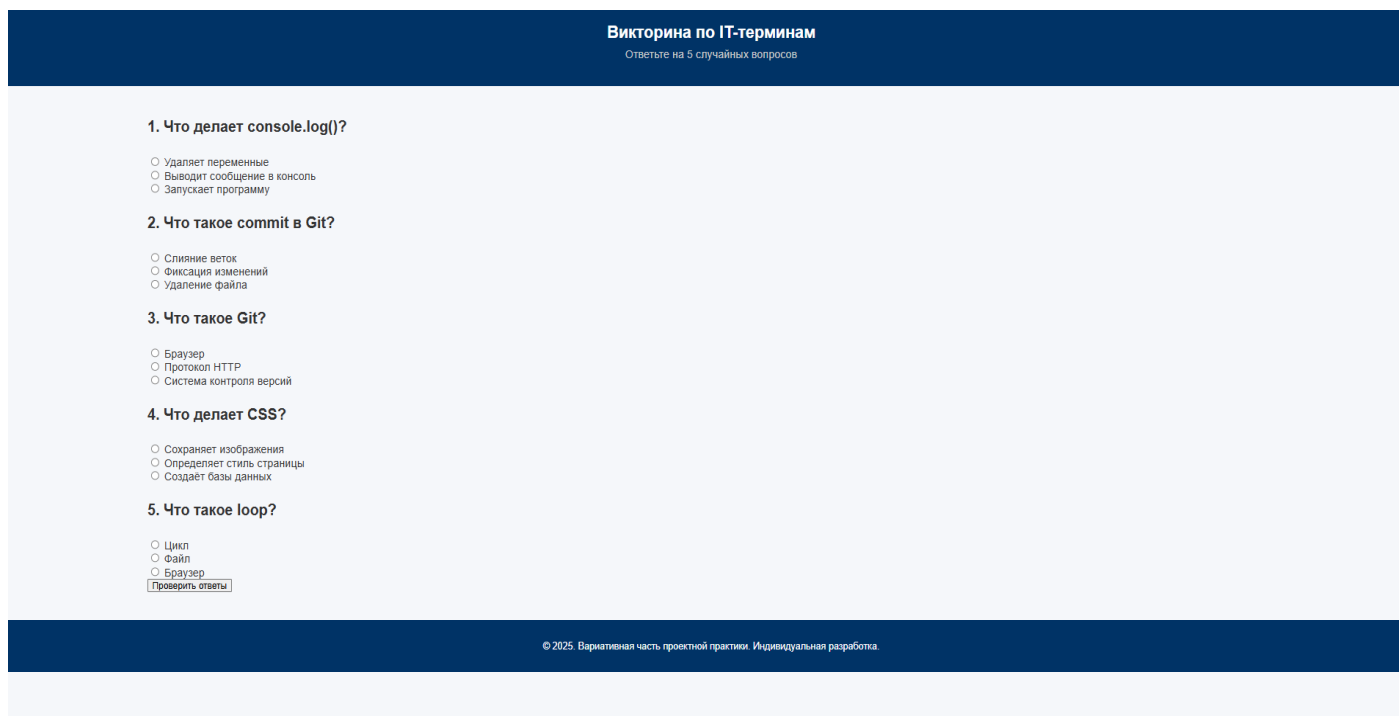 Викторина по IT-терминам
Ответьте на 5 случайных вопросов
1. Что делает console.log()?
Удаляет переменные
Выводит сообщение в консоль
Запускает программу
2. Что такое commit в Git?
Слияние веток
Фиксация изменений
Удаление файла
3. Что такое Git?
Браузер
Протокол HTTP
Система контроля версий
4. Что делает CSS?
Сохраняет изображения
Определяет стиль страницы
Создаёт базы данных
5. Что такое loop?
Цикл
Файл
Браузер
Проверить ответы
© 2025. Вариативная часть проектной практики. Индивидуальная разработка.